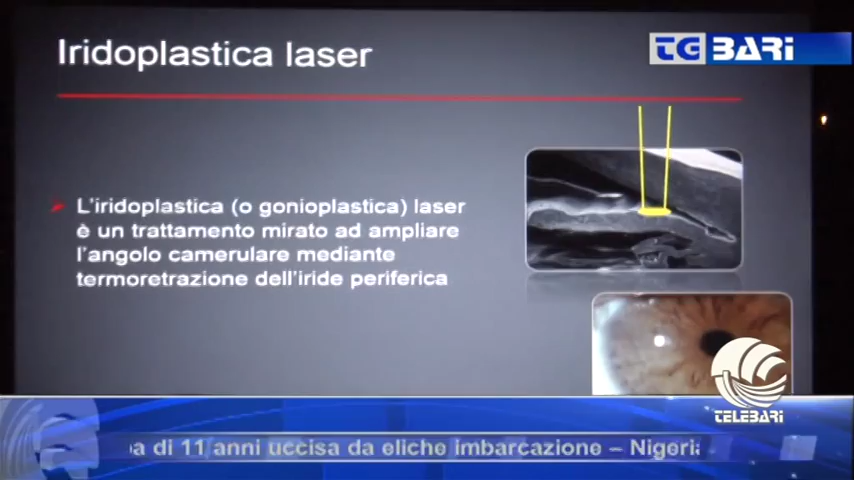 Iridoplastica laser
TG BARI
L'iridoplastica (o gonioplastica) laser
è un trattamento mirato ad ampliare
l'angolo camerulare mediante
termoretrazione dell'iride periferica
TELEBARI
di 11 anni uccisa da eliche imbarcazione – Nigeria